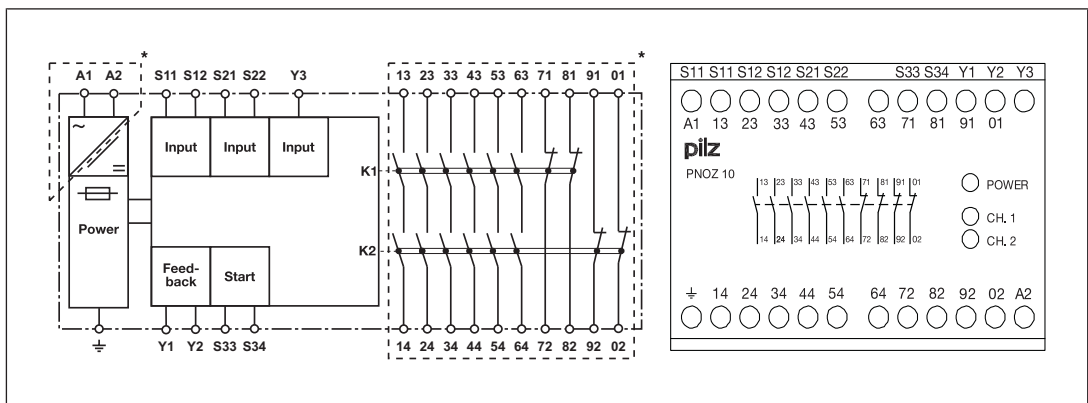 * *
A1 A2 S11 S12 S21 S22 Y3 13 23 33 43 53 63 71 81 91 01
~
=
Input Input Input
K1
Power
K2
Feed-
back
Start
Y1 Y2 S33 S34 14 24 34 44 54 64 72 82 92 02
S11 S11 S12 S12 S21 S22 S33 S34 Y1 Y2 Y3
A1 13 23 33 43 53 63 71 81 91 01
pilz
PNOZ 10
13 23 33 43 53 63 71 81 91 01
POWER
CH. 1
CH. 2
14 24 34 44 54 64 72 82 92 02
14 24 34 44 54 64 72 82 92 02 A2